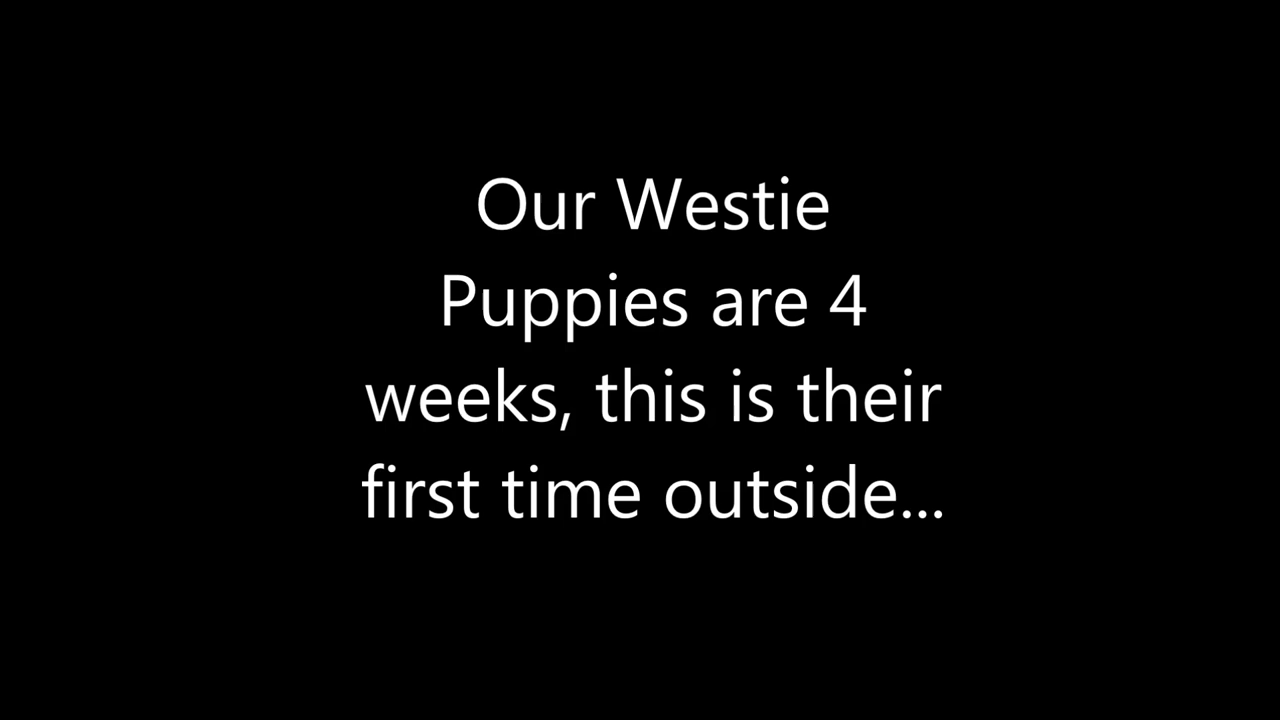 Our Westie
Puppies are 4
weeks, this is their
first time outside...